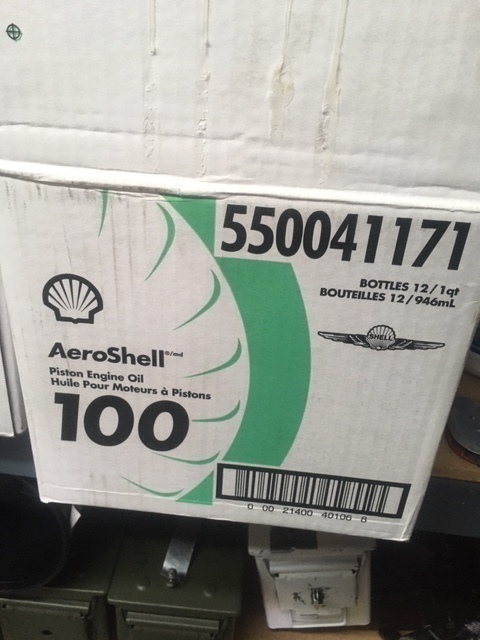 550041171
BOTTLES 12/1qt
BOUTEILLES 12/946mL
SHELL
AeroShell®/md
Piston Engine Oil
Huile Pour Moteurs à Pistons
100
0 00 21400 40106 8